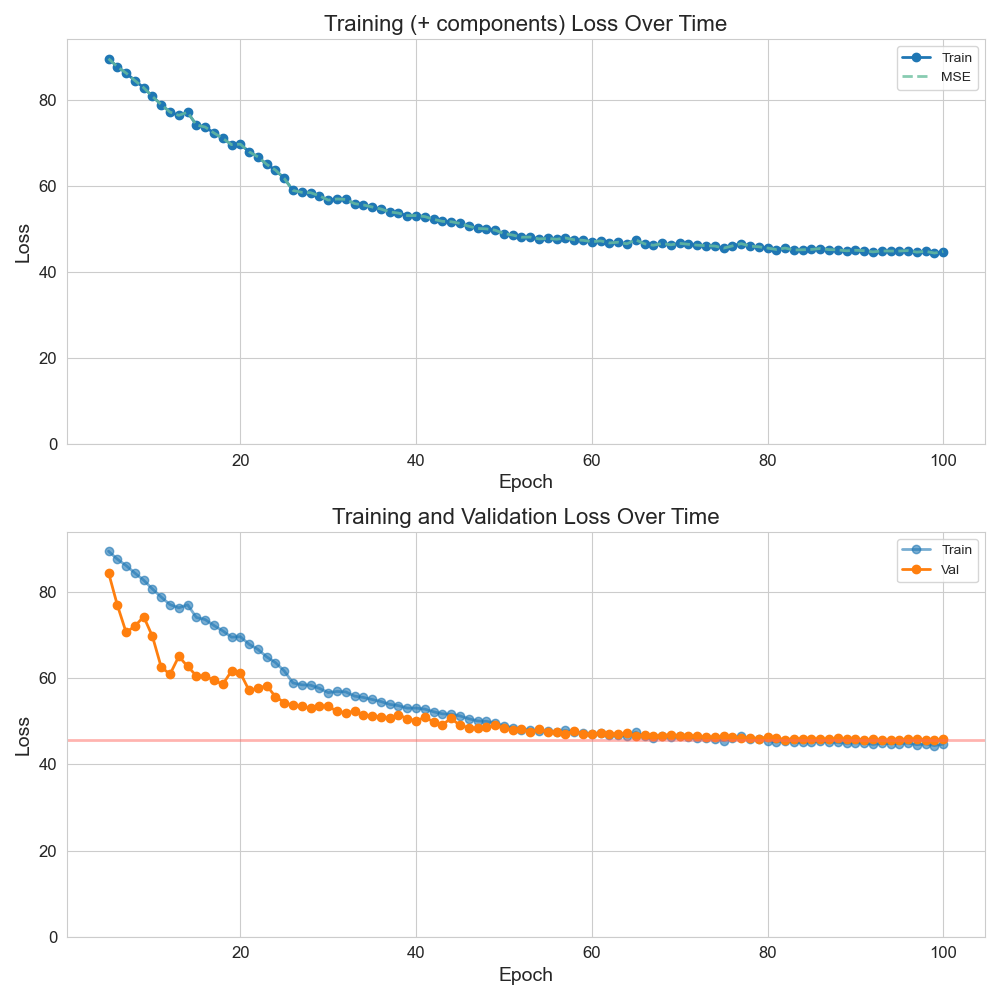 Training (+ components) Loss Over Time
Train
MSE
80
60
40
20
0
Loss
20 40 60 80 100
Epoch
Training and Validation Loss Over Time
Train
Val
80
60
40
20
0
Loss
20 40 60 80 100
Epoch